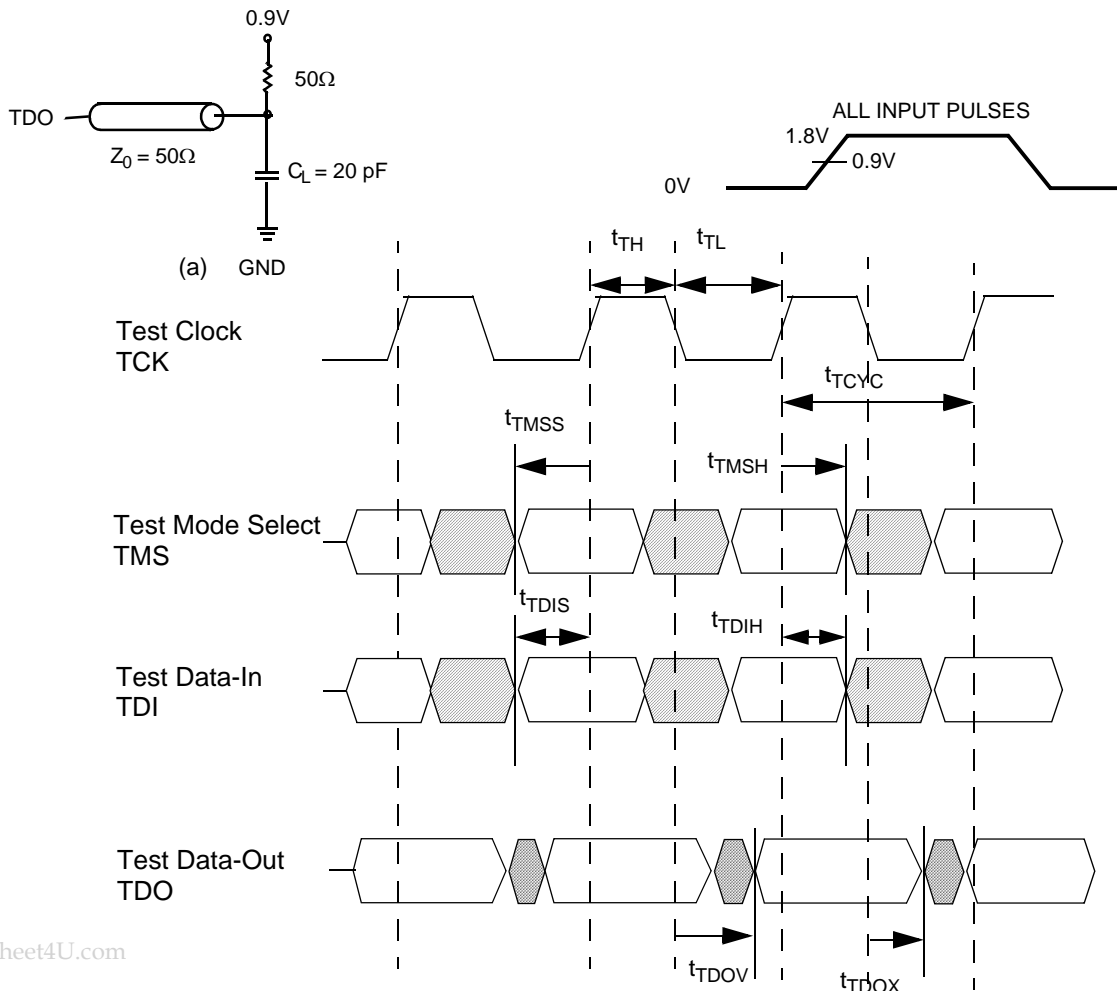 0.9V
50Ω
TDO
Z0 = 50Ω
CL = 20 pF
(a) GND
ALL INPUT PULSES
1.8V
0.9V
0V
tTH
tTL
Test Clock
TCK
tTCYC
tTMSS
tTMSH
Test Mode Select
TMS
tTDIS
tTDIH
Test Data-In
TDI
Test Data-Out
TDO
tTDOV
tTDOX
heet4U.com